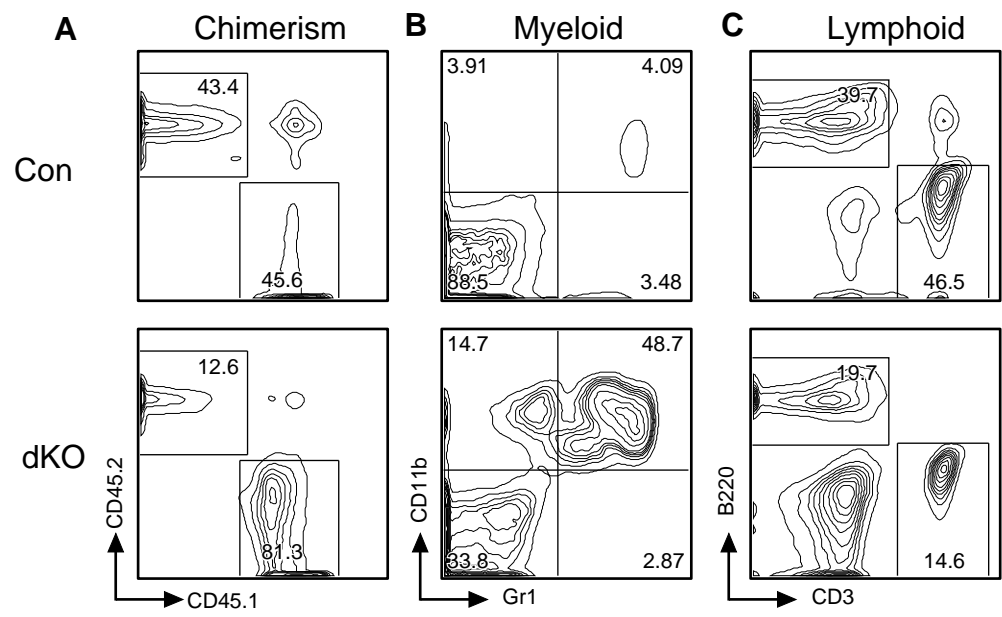 A Chimerism B Myeloid C Lymphoid
Con
43.4
45.6
3.91 4.09
88.5 3.48
39.7
46.5
dKO
12.6
81.3
14.7 48.7
33.8 2.87
19.7
14.6
CD45.2
CD45.1
CD11b
Gr1
B220
CD3